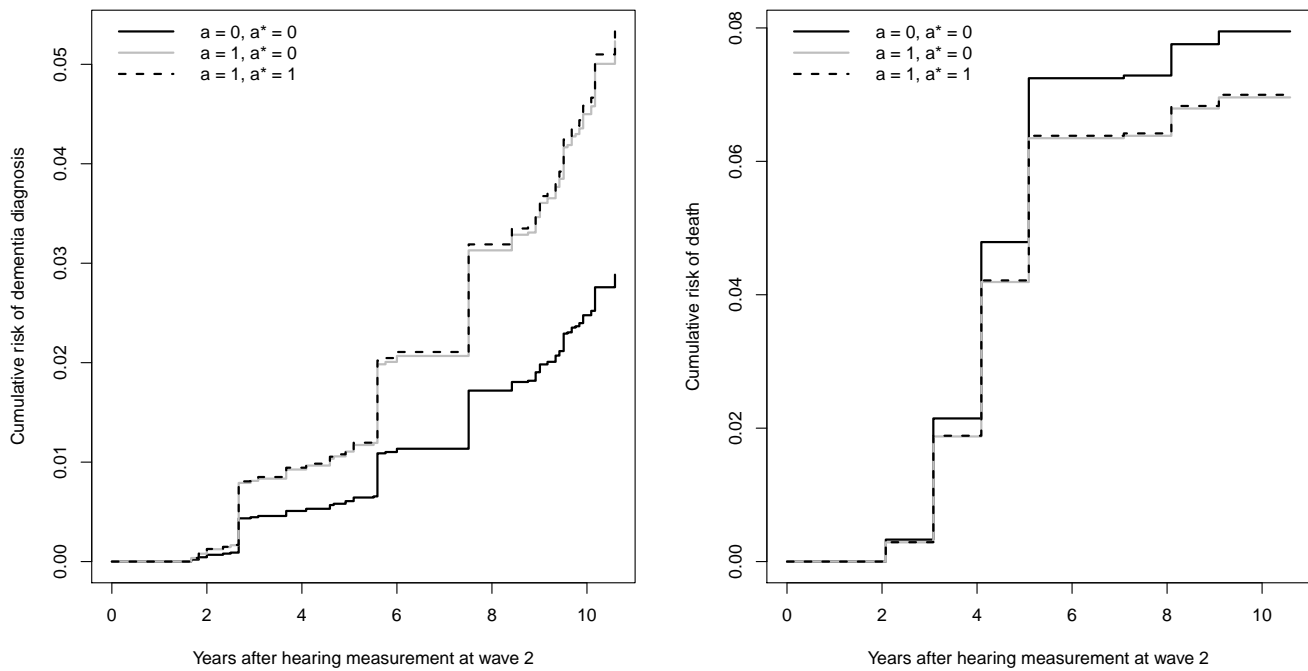 a = 0, a* = 0
a = 1, a* = 0
a = 1, a* = 1
Cumulative risk of dementia diagnosis
0.00
0.01
0.02
0.03
0.04
0.05
0
2
4
6
8
10
Years after hearing measurement at wave 2
a = 0, a* = 0
a = 1, a* = 0
a = 1, a* = 1
Cumulative risk of death
0.00
0.02
0.04
0.06
0.08
0
2
4
6
8
10
Years after hearing measurement at wave 2